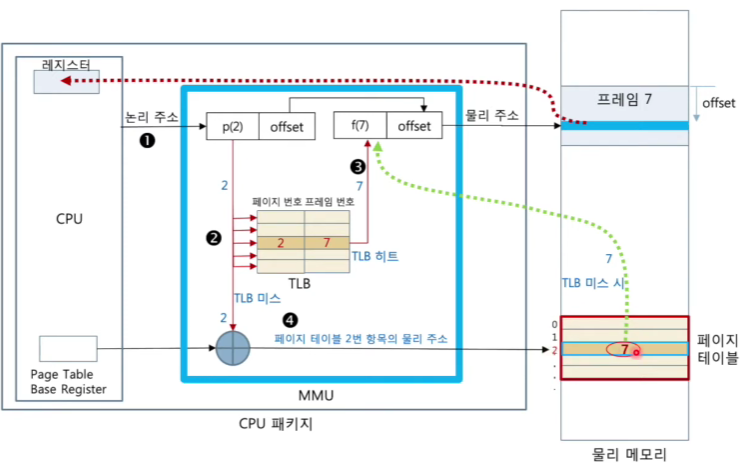 레지스터
프레임 7
offset
논리 주소
❶
p(2)
offset
f(7)
offset
물리 주소
CPU
2
❸
7
페이지 번호 프레임 번호
❷
2
7
TLB 히트
TLB
TLB 미스
7
TLB 미스 시
2
❹
페이지 테이블 2번 항목의 물리 주소
0
1
2
7
.
.
.
페이지
테이블
Page Table
Base Register
MMU
CPU 패키지
물리 메모리